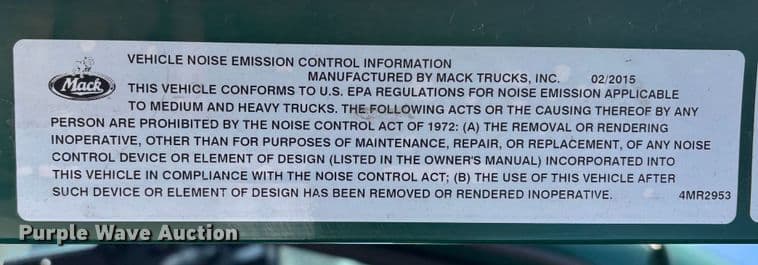 VEHICLE NOISE EMISSION CONTROL INFORMATION
MANUFACTURED BY MACK TRUCKS, INC. 02/2015
Mack
THIS VEHICLE CONFORMS TO U.S. EPA REGULATIONS FOR NOISE EMISSION APPLICABLE
TO MEDIUM AND HEAVY TRUCKS. THE FOLLOWING ACTS OR THE CAUSING THEREOF BY ANY
PERSON ARE PROHIBITED BY THE NOISE CONTROL ACT OF 1972: (A) THE REMOVAL OR RENDERING
INOPERATIVE, OTHER THAN FOR PURPOSES OF MAINTENANCE, REPAIR, OR REPLACEMENT, OF ANY NOISE
CONTROL DEVICE OR ELEMENT OF DESIGN (LISTED IN THE OWNER'S MANUAL) INCORPORATED INTO
THIS VEHICLE IN COMPLIANCE WITH THE NOISE CONTROL ACT; (B) THE USE OF THIS VEHICLE AFTER
SUCH DEVICE OR ELEMENT OF DESIGN HAS BEEN REMOVED OR RENDERED INOPERATIVE. 4MR2953
Purple Wave Auction